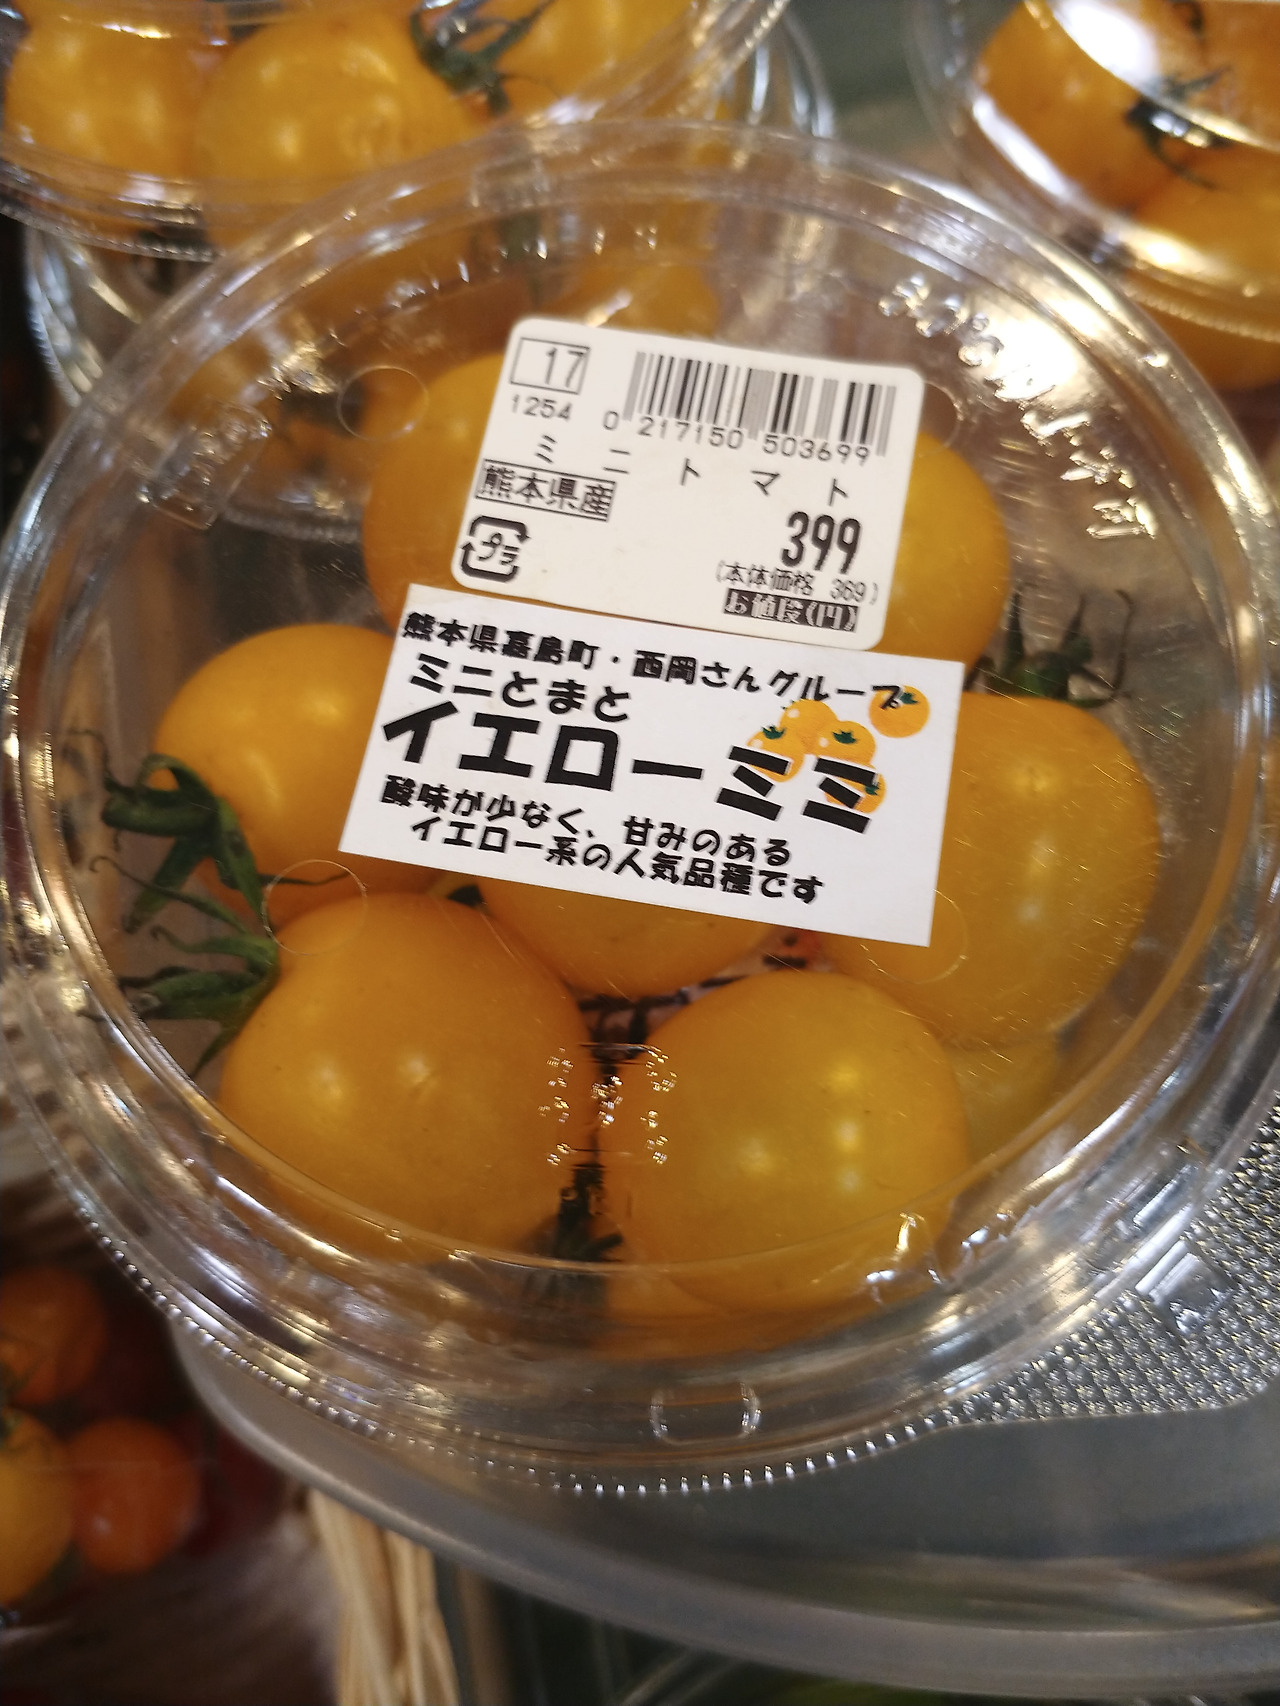 17
1254
0 217150 503699
ミニトマト
熊本県産
プラ
399
(本体価格 369)
お値段(円)
熊本県嘉島町・西岡さんグループ
ミニとまと
イエローミミ
酸味が少なく、甘みのある
イエロー系の人気品種です